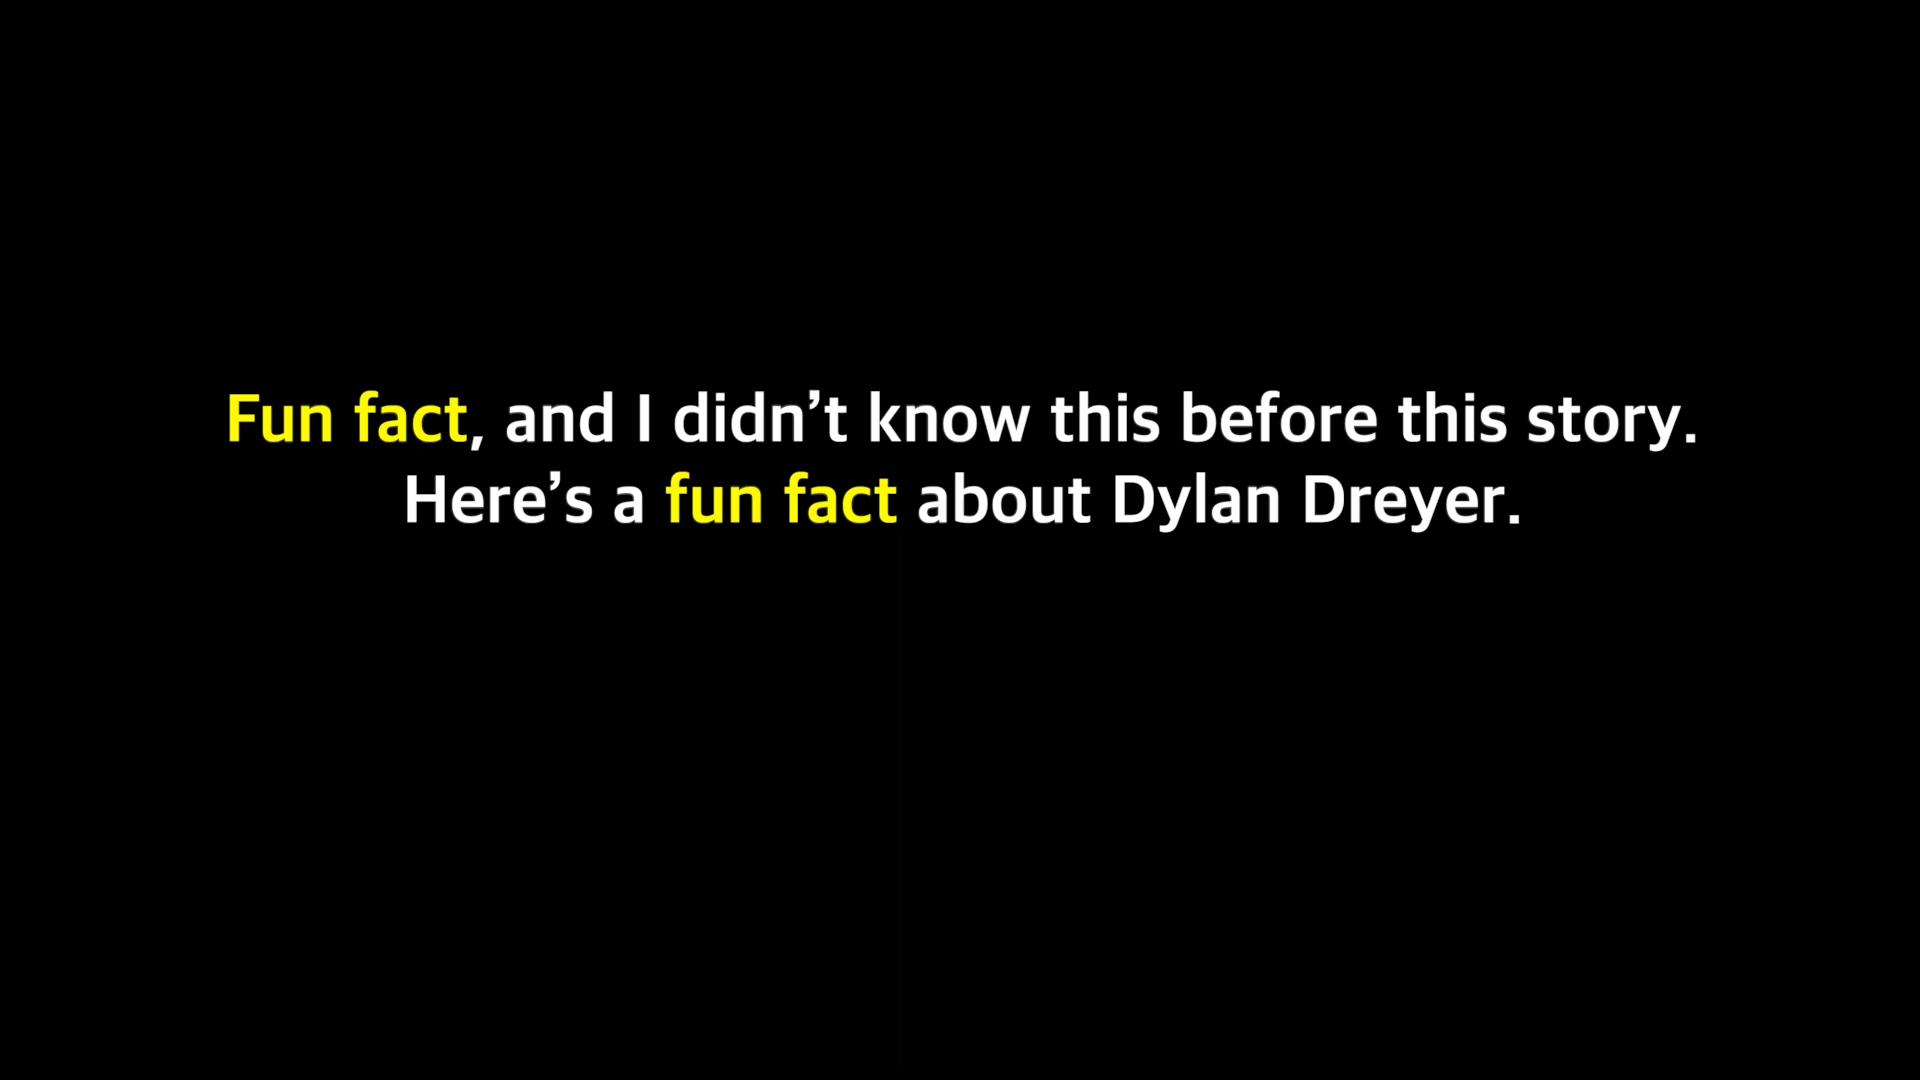 Fun fact, and I didn’t know this before this story.
Here’s a fun fact about Dylan Dreyer.